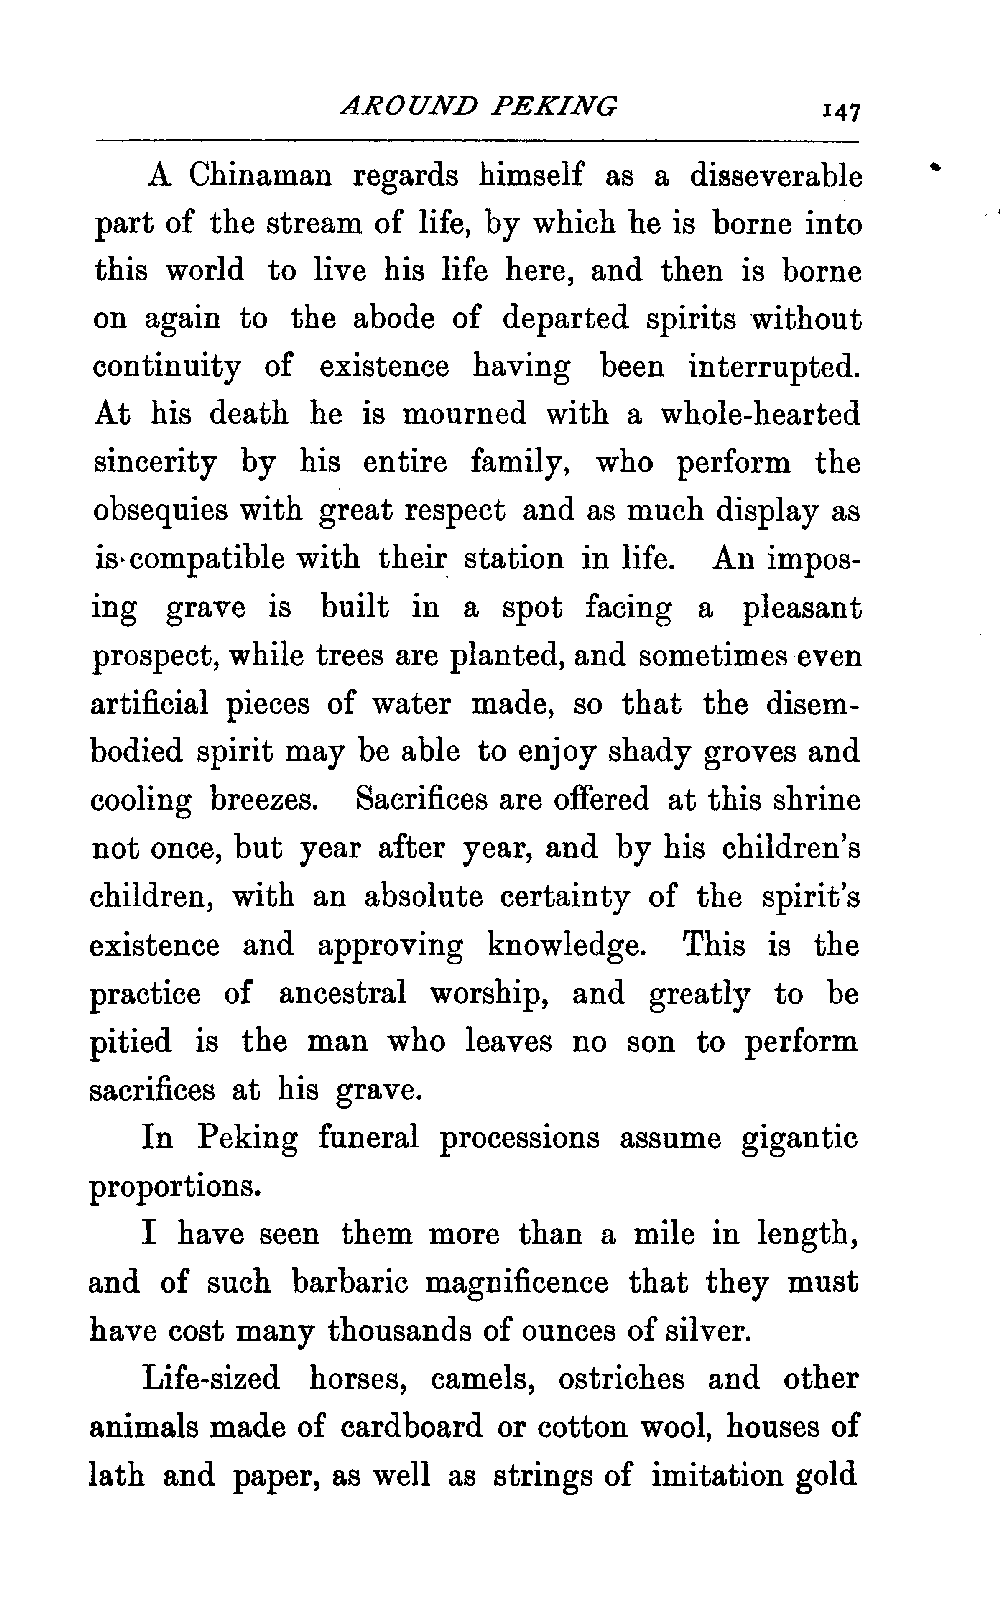 AROUND PEKING 147
A Chinaman regards himself as a disseverable
part of the stream of life, by which he is borne into
this world to live his life here, and then is borne
on again to the abode of departed spirits without
continuity of existence having been interrupted.
At his death he is mourned with a whole-hearted
sincerity by his entire family, who perform the
obsequies with great respect and as much display as
is compatible with their station in life. An impos-
ing grave is built in a spot facing a pleasant
prospect, while trees are planted, and sometimes even
artificial pieces of water made, so that the disem-
bodied spirit may be able to enjoy shady groves and
cooling breezes. Sacrifices are offered at this shrine
not once, but year after year, and by his children's
children, with an absolute certainty of the spirit's
existence and approving knowledge. This is the
practice of ancestral worship, and greatly to be
pitied is the man who leaves no son to perform
sacrifices at his grave.
In Peking funeral processions assume gigantic
proportions.
I have seen them more than a mile in length,
and of such barbaric magnificence that they must
have cost many thousands of ounces of silver.
Life-sized horses, camels, ostriches and other
animals made of cardboard or cotton wool, houses of
lath and paper, as well as strings of imitation gold